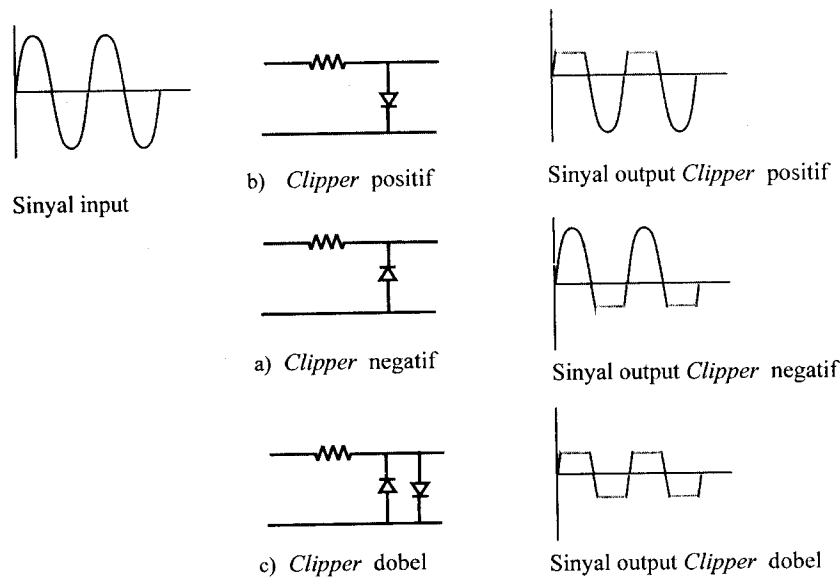 Sinyal input
b) Clipper positif
Sinyal output Clipper positif
a) Clipper negatif
Sinyal output Clipper negatif
c) Clipper dobel
Sinyal output Clipper dobel